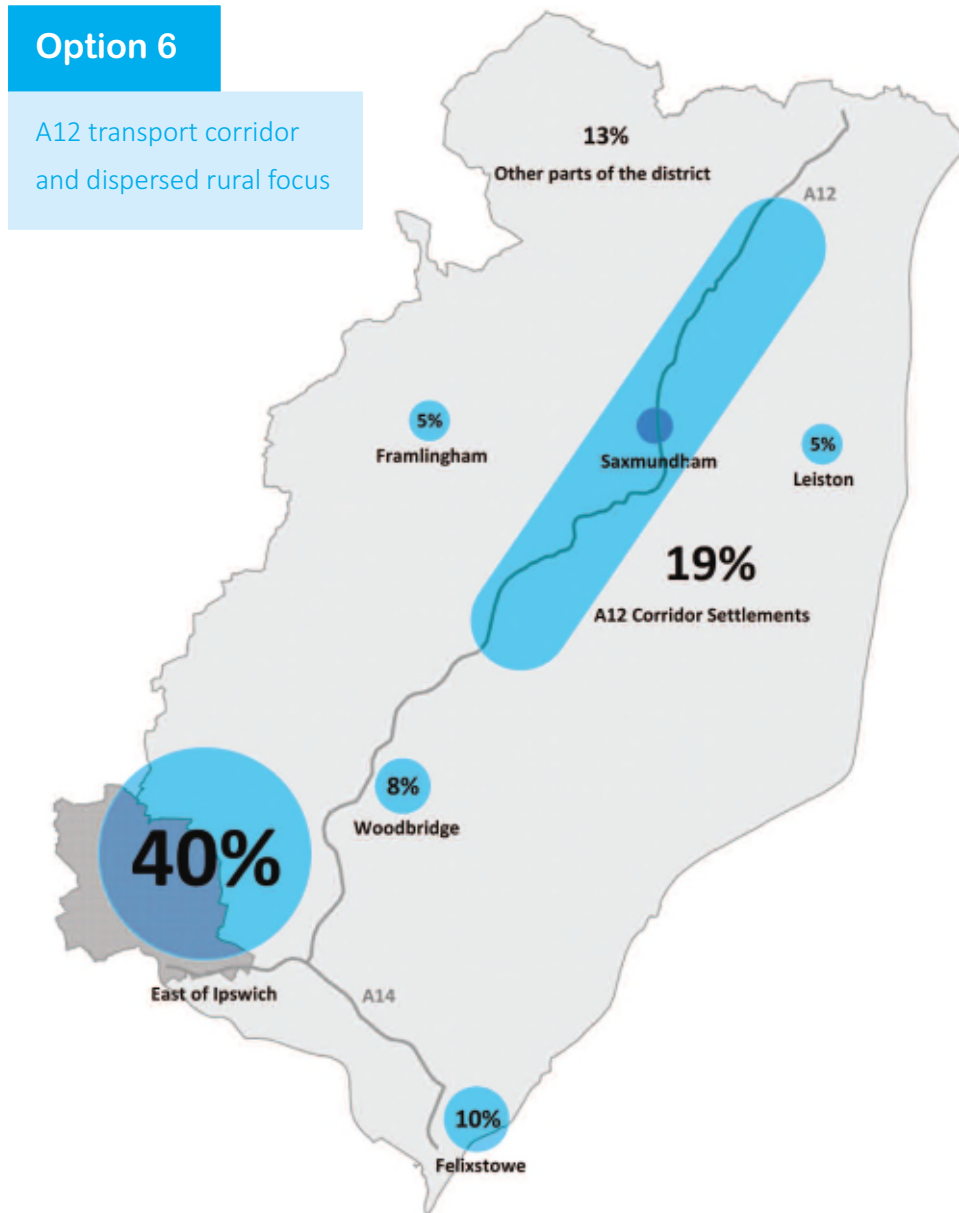 Option 6
A12 transport corridor
and dispersed rural focus
13%
Other parts of the district
A12
5%
Framlingham
Saxmundham
5%
Leiston
19%
A12 Corridor Settlements
8%
Woodbridge
40%
East of Ipswich
A14
10%
Felixstowe